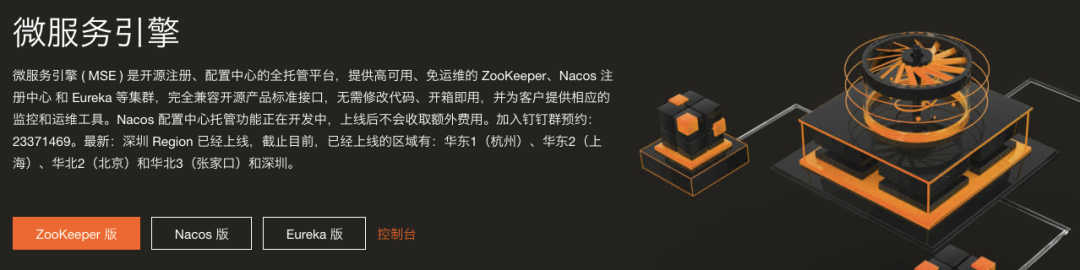 微服务引擎
微服务引擎 ( MSE ) 是开源注册、配置中心的全托管平台，提供高可用、免运维的 ZooKeeper、Nacos 注
册中心 和 Eureka 等集群，完全兼容开源产品标准接口，无需修改代码、开箱即用，并为客户提供相应的
监控和运维工具。Nacos 配置中心托管功能正在开发中，上线后不会收取额外费用。加入钉钉群预约：
23371469。最新：深圳 Region 已经上线，截止目前，已经上线的区域有：华东1（杭州）、华东2（上
海）、华北2（北京）和华北3（张家口）和深圳。
ZooKeeper 版 Nacos 版 Eureka 版 控制台